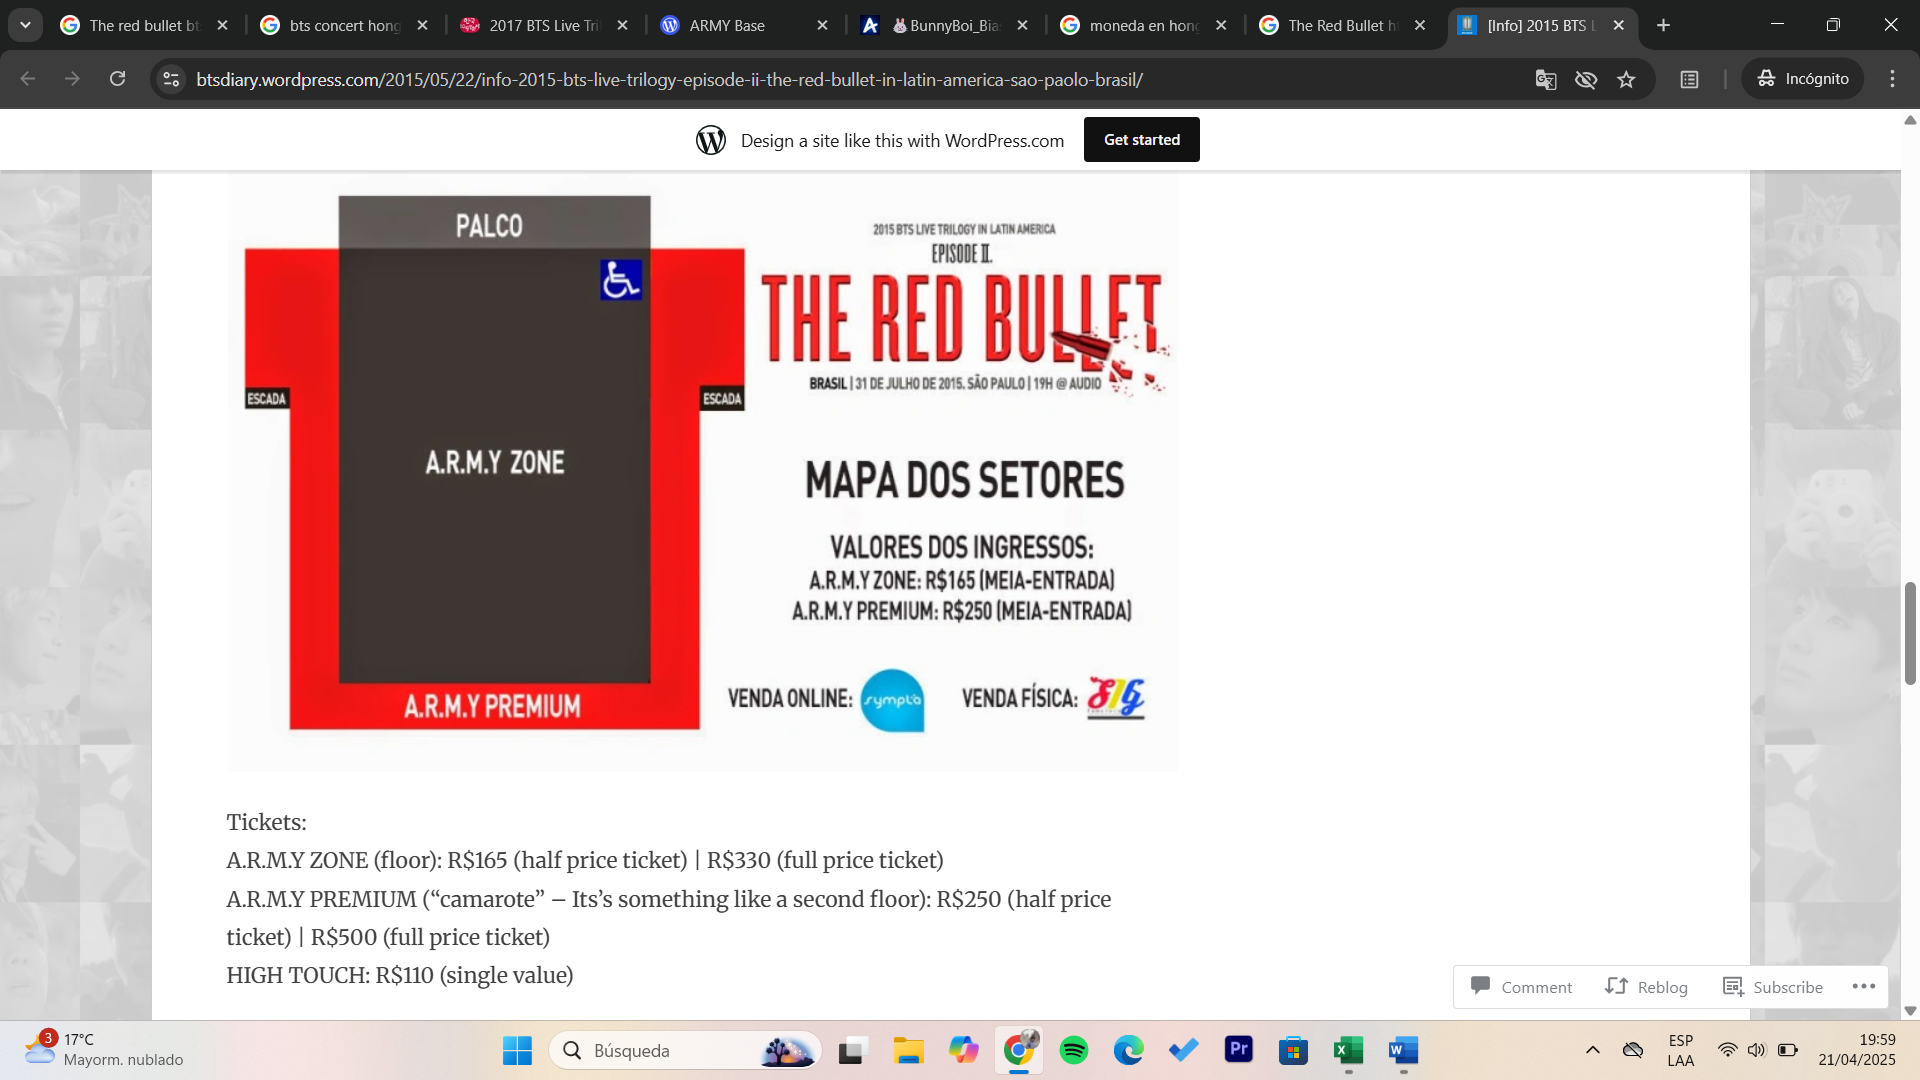 The red bullet bt
bts concert hong
2017 BTS Live Tri
ARMY Base
BunnyBoi_Bia
moneda en hong
The Red Bullet h
[Info] 2015 BTS L
btsdiary.wordpress.com/2015/05/22/info-2015-bts-live-trilogy-episode-ii-the-red-bullet-in-latin-america-sao-paolo-brasil/
Incógnito
Design a site like this with WordPress.com
Get started
PALCO
ESCADA
ESCADA
A.R.M.Y ZONE
A.R.M.Y PREMIUM
2015 BTS LIVE TRILOGY IN LATIN AMERICA
EPISODE II.
THE RED BULLET
BRASIL | 31 DE JULHO DE 2015. SÃO PAULO | 19H @ AUDIO
MAPA DOS SETORES
VALORES DOS INGRESSOS:
A.R.M.Y ZONE: R$165 (MEIA-ENTRADA)
A.R.M.Y PREMIUM: R$250 (MEIA-ENTRADA)
VENDA ONLINE: sympla VENDA FÍSICA:
Tickets:
A.R.M.Y ZONE (floor): R$165 (half price ticket) | R$330 (full price ticket)
A.R.M.Y PREMIUM (“camarote” – Its’s something like a second floor): R$250 (half price
ticket) | R$500 (full price ticket)
HIGH TOUCH: R$110 (single value)
Comment
Reblog
Subscribe
3
17°C
Mayorm. nublado
Búsqueda
Pr
ESP
LAA
19:59
21/04/2025